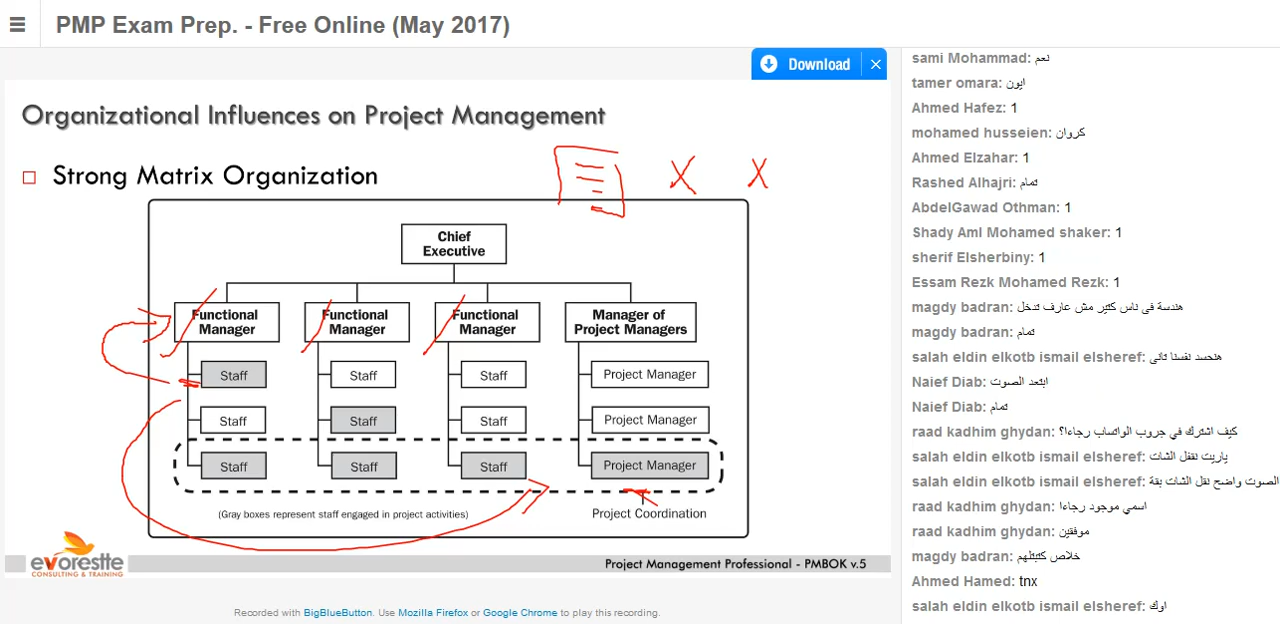 PMP Exam Prep. - Free Online (May 2017)
Download
Organizational Influences on Project Management
Strong Matrix Organization
Chief
Executive
Functional
Manager
Functional
Manager
Functional
Manager
Manager of
Project Managers
Staff
Staff
Staff
Project Manager
Staff
Staff
Staff
Project Manager
Staff
Staff
Staff
Project Manager
(Gray boxes represent staff engaged in project activities)
Project Coordination
evorestte
CONSULTING & TRAINING
Project Management Professional - PMBOK v.5
Recorded with BigBlueButton. Use Mozilla Firefox or Google Chrome to play this recording.
sami Mohammad: نعم
tamer omara: ايون
Ahmed Hafez: 1
mohamed husseien: كروان
Ahmed Elzahar: 1
Rashed Alhajri: تمام
AbdelGawad Othman: 1
Shady Aml Mohamed shaker: 1
sherif Elsherbiny: 1
Essam Rezk Mohamed Rezk: 1
magdy badran: هندسة فى ناس كتير مش عارف تدخل
magdy badran: تمام
salah eldin elkotb ismail elsheref: هنحسد نفسنا تانى
Naief Diab: ابتعد الصوت
Naief Diab: تمام
raad kadhim ghydan: كيف اشترك في جروب الواتساب رجاءا؟
salah eldin elkotb ismail elsheref: ياريت نقفل الشات
salah eldin elkotb ismail elsheref: الصوت واضح نقل الشات بقة
raad kadhim ghydan: اسمي موجود رجاءا
raad kadhim ghydan: موفقين
magdy badran: خلاص كتبتلهم
Ahmed Hamed: tnx
salah eldin elkotb ismail elsheref: اوك